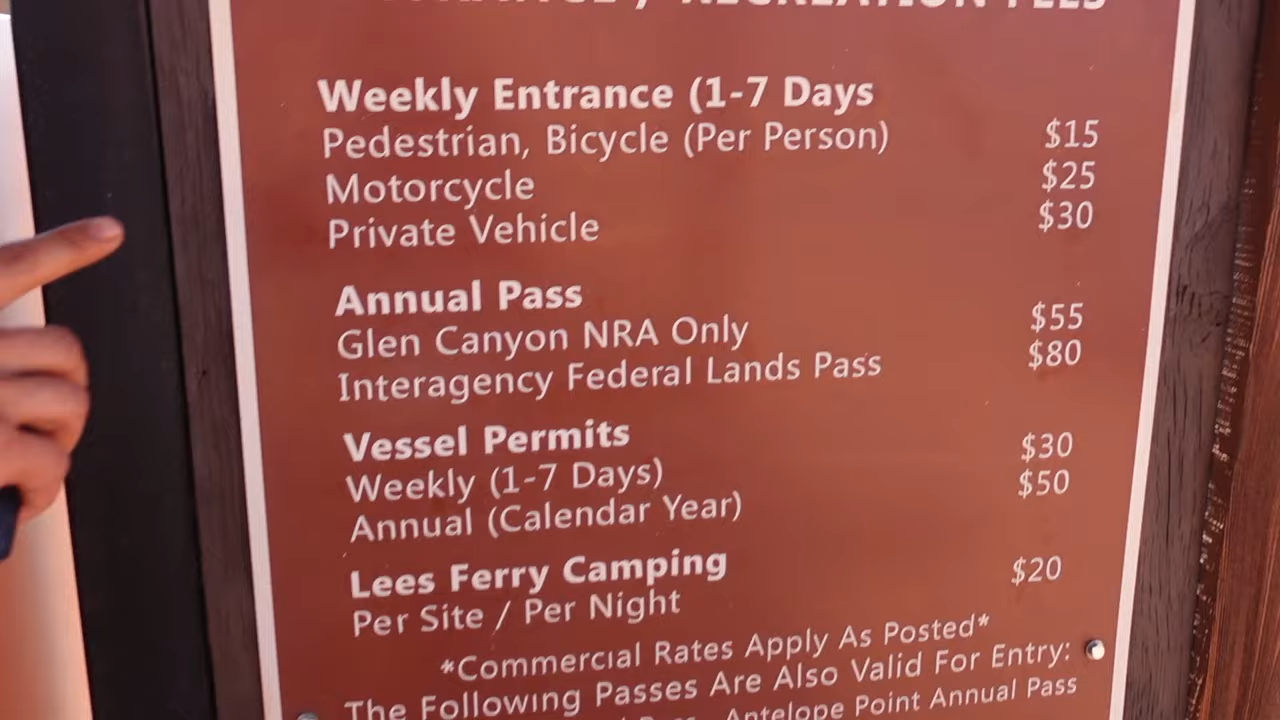 RECREATION FEES
Weekly Entrance (1-7 Days
Pedestrian, Bicycle (Per Person) $15
Motorcycle $25
Private Vehicle $30
Annual Pass
Glen Canyon NRA Only $55
Interagency Federal Lands Pass $80
Vessel Permits
Weekly (1-7 Days) $30
Annual (Calendar Year) $50
Lees Ferry Camping
Per Site / Per Night $20
*Commercial Rates Apply As Posted*
The Following Passes Are Also Valid For Entry:
Antelope Point Annual Pass